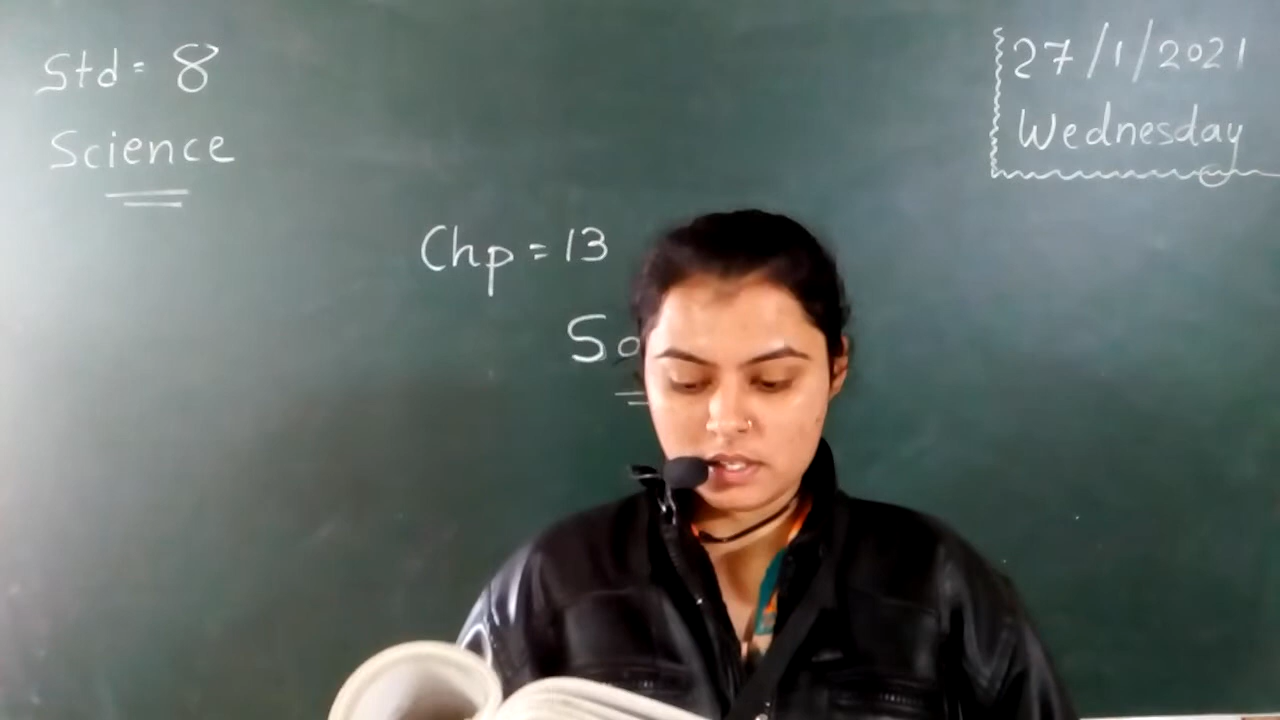 Std = 8
Science
27/1/2021
Wednesday
Chp = 13